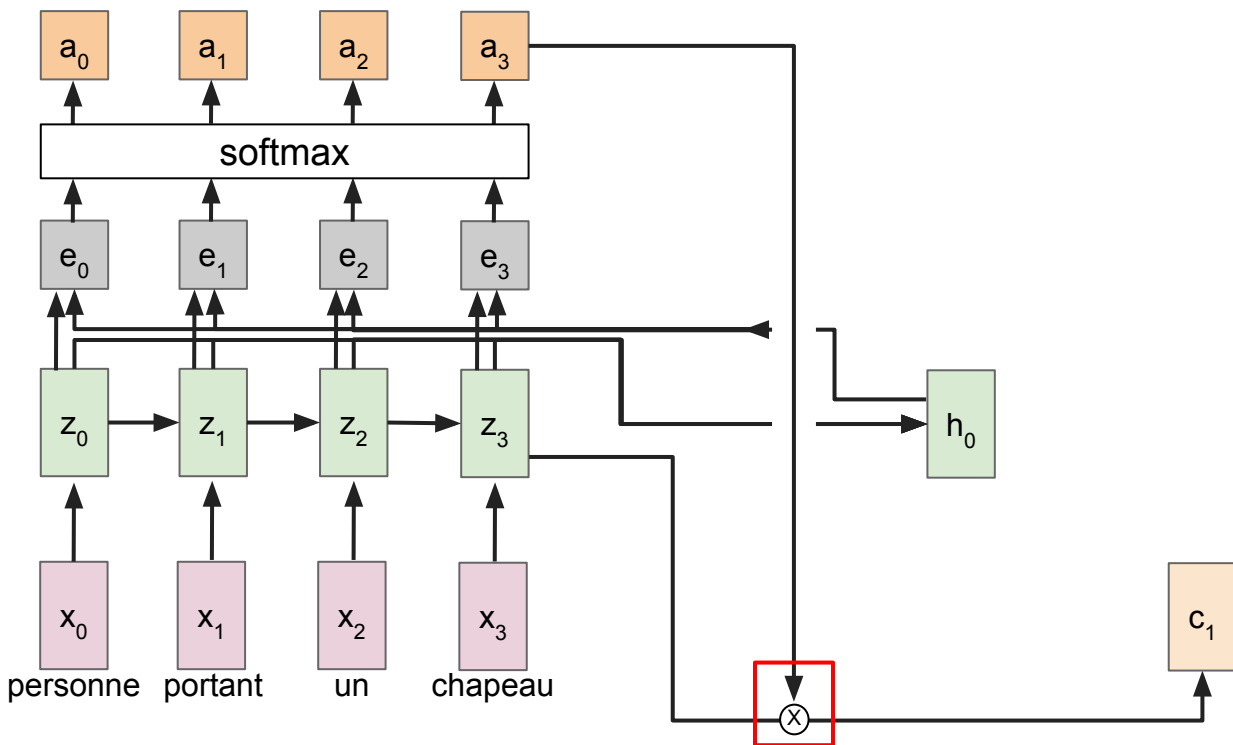 a₀ a₁ a₂ a₃
softmax
e₀ e₁ e₂ e₃
z₀ z₁ z₂ z₃ h₀
x₀ x₁ x₂ x₃ c₁
personne portant un chapeau
X